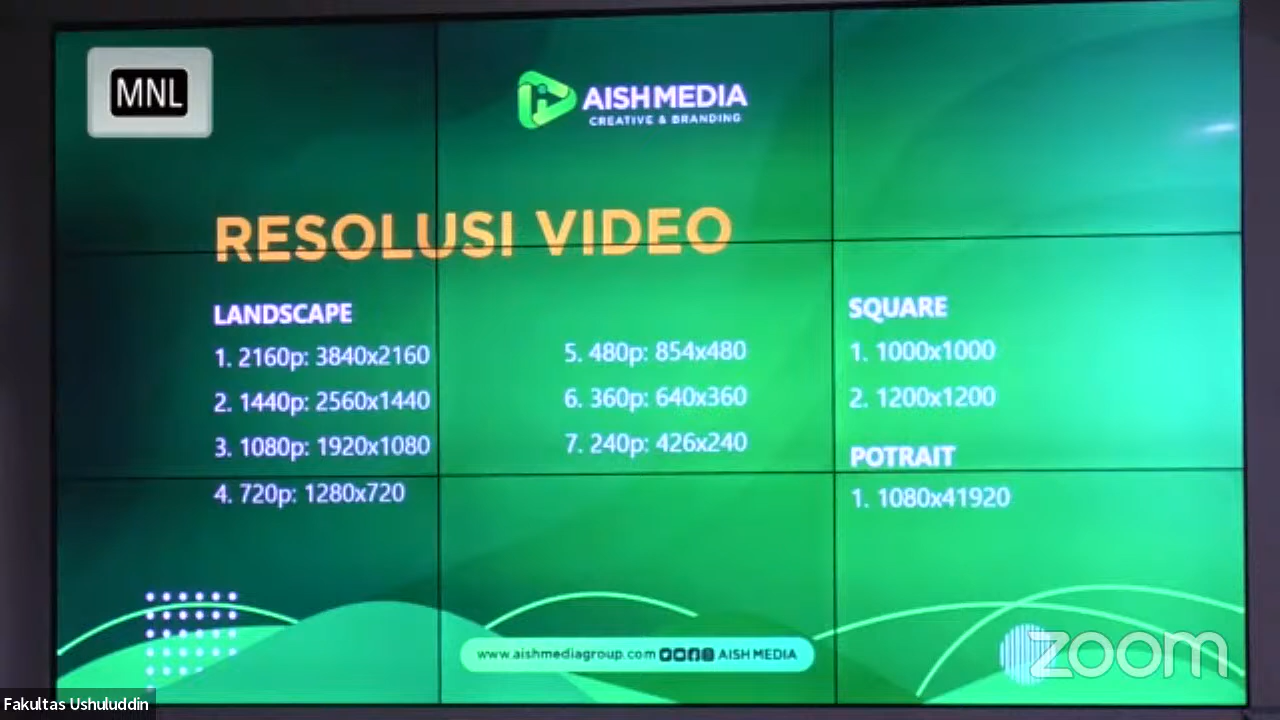 MNL
AISHMEDIA
CREATIVE & BRANDING
RESOLUSI VIDEO
LANDSCAPE
1. 2160p: 3840x2160
2. 1440p: 2560x1440
3. 1080p: 1920x1080
4. 720p: 1280x720
5. 480p: 854x480
6. 360p: 640x360
7. 240p: 426x240
SQUARE
1. 1000x1000
2. 1200x1200
POTRAIT
1. 1080x41920
www.aishmediagroup.com AISH MEDIA
zoom
Fakultas Ushuluddin